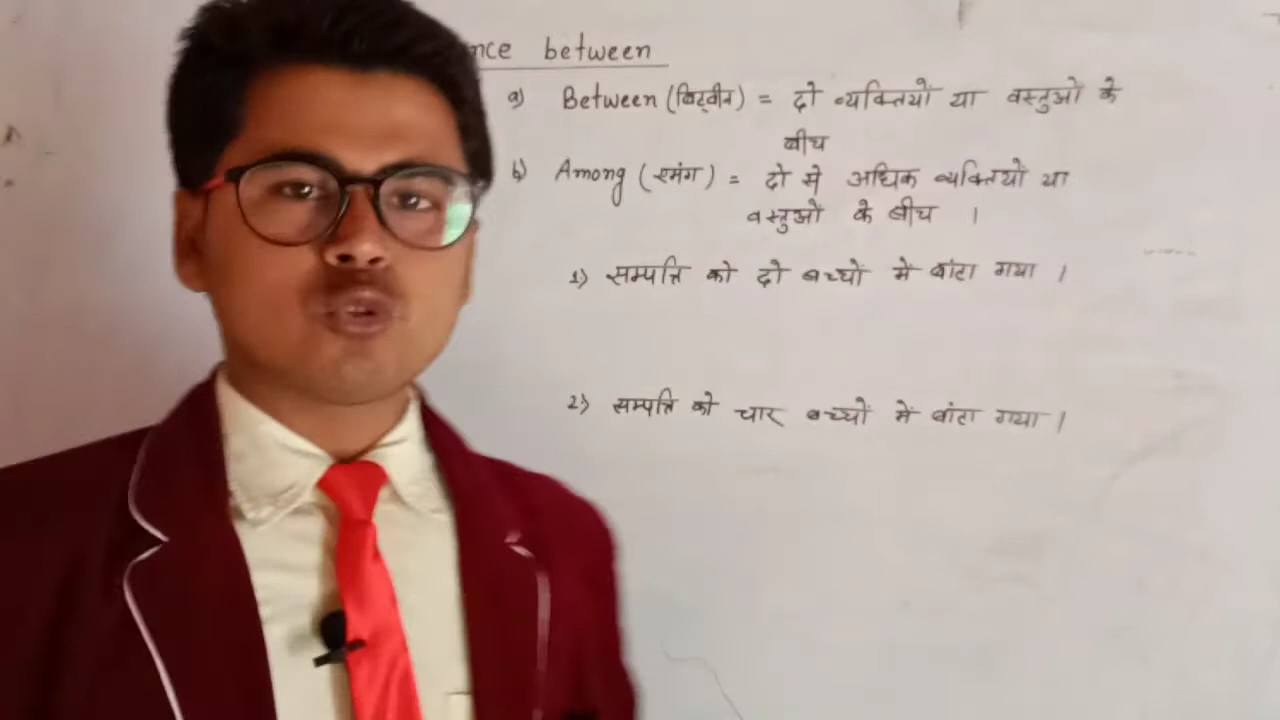 nce between
a) Between (बिट्वीन) = दो व्यक्तियों या वस्तुओं के
बीच
b) Among (एमंग) = दो से अधिक व्यक्तियों या
वस्तुओं के बीच ।
1) सम्पत्ति को दो बच्चों में बांटा गया ।
2) सम्पत्ति को चार बच्चों में बांटा गया ।